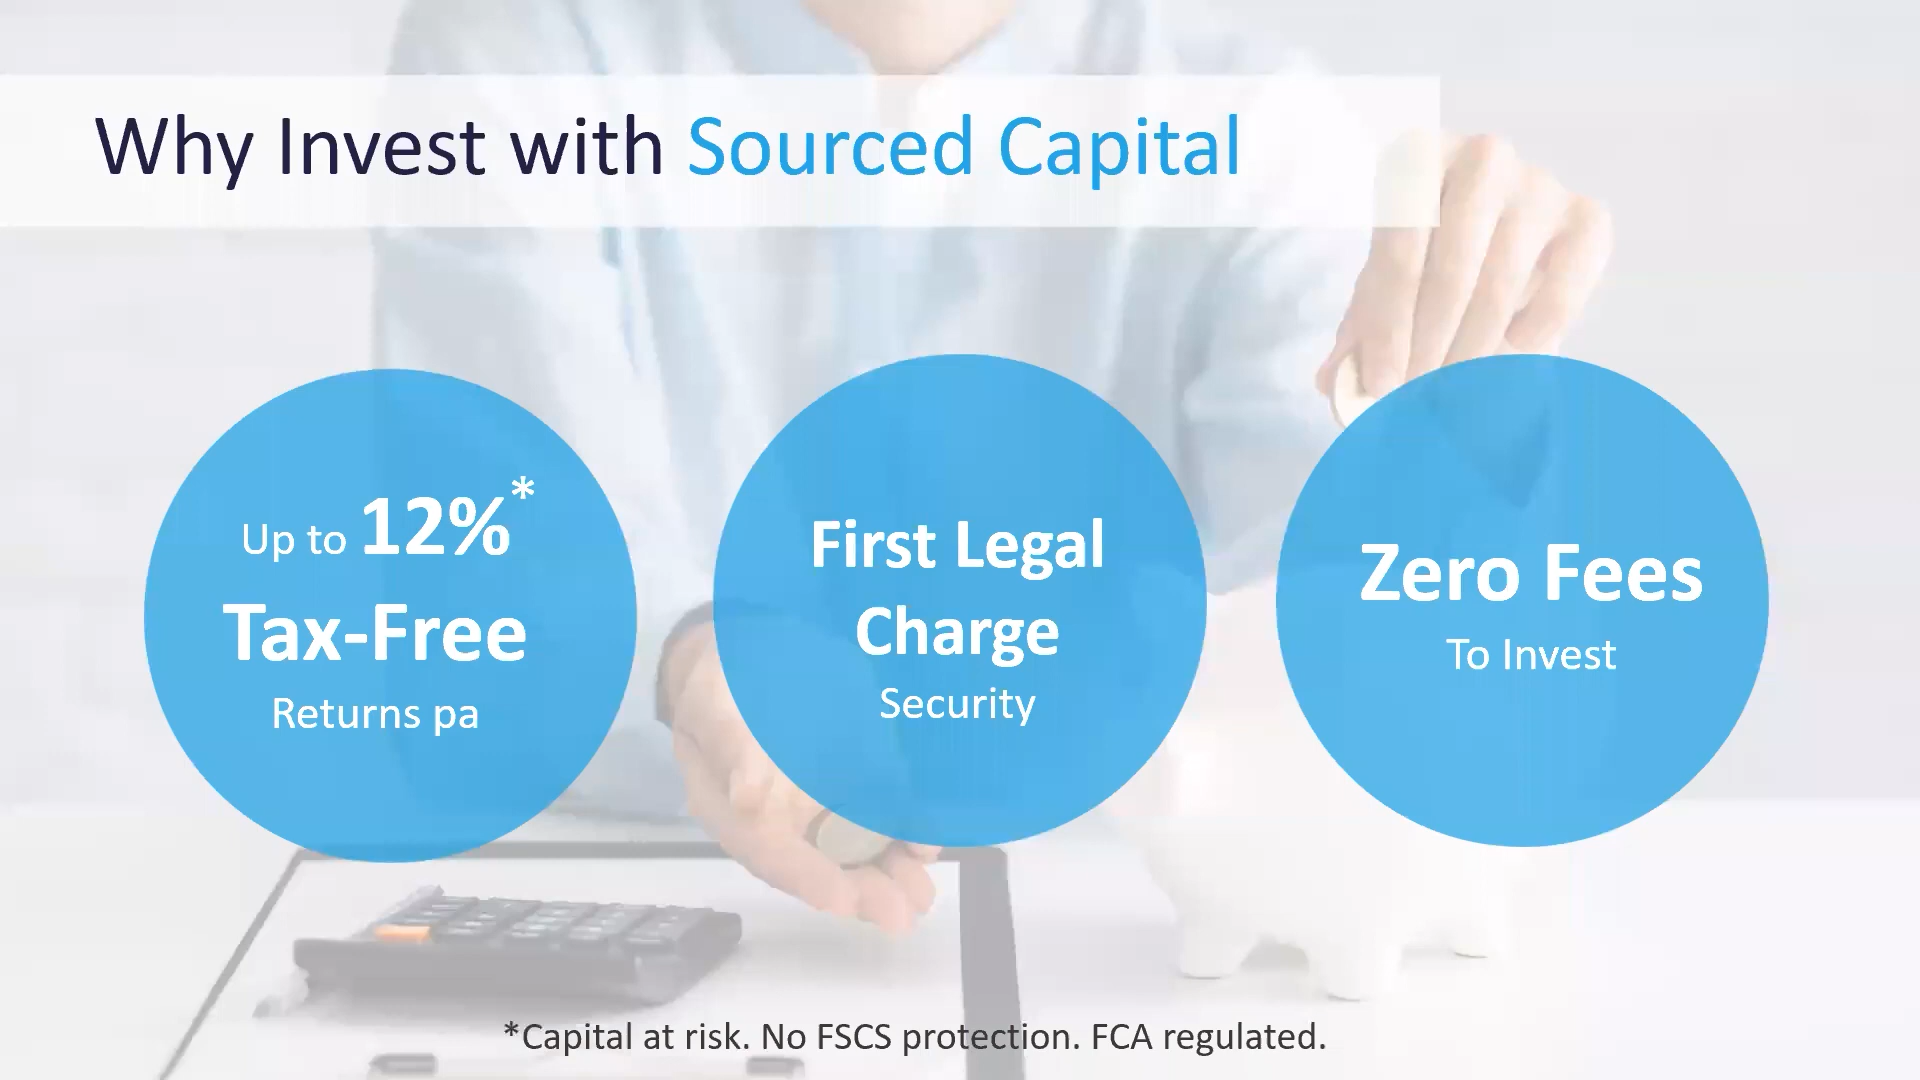 Why Invest with Sourced Capital
Up to 12%*
Tax-Free
Returns pa
First Legal
Charge
Security
Zero Fees
To Invest
*Capital at risk. No FSCS protection. FCA regulated.